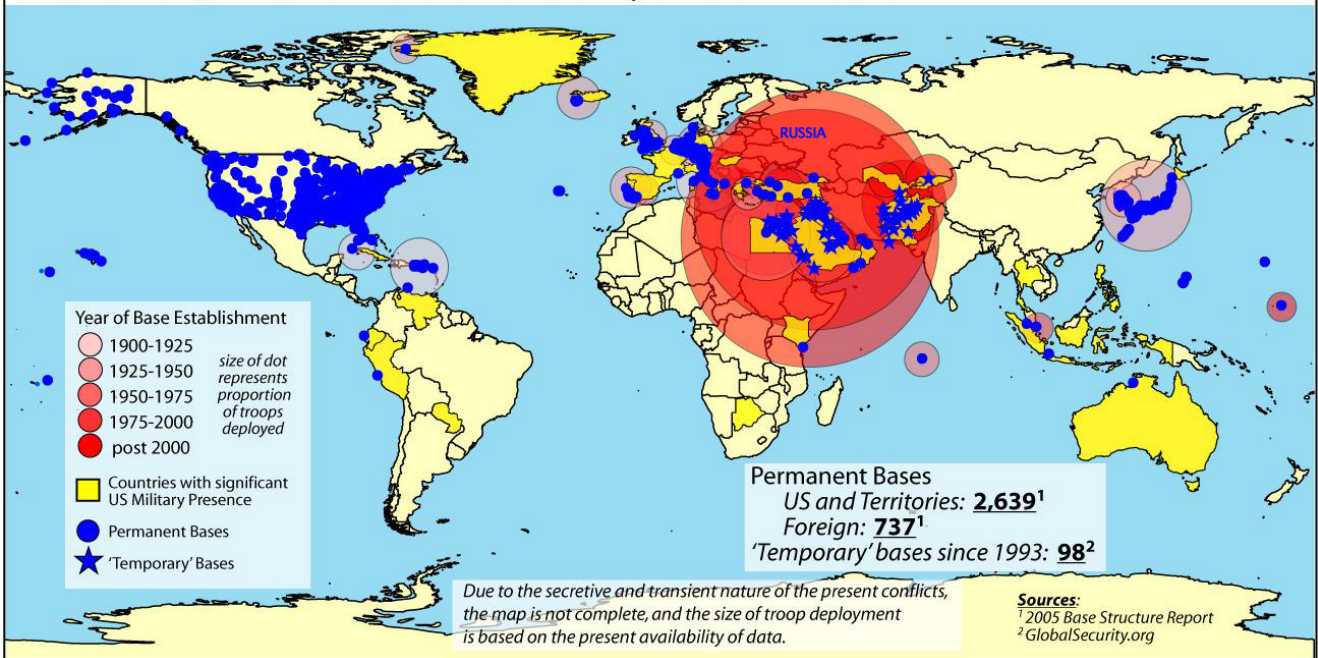 RUSSIA
Year of Base Establishment
1900-1925
1925-1950
1950-1975
1975-2000
post 2000
size of dot
represents
proportion
of troops
deployed
Countries with significant
US Military Presence
Permanent Bases
'Temporary' Bases
Permanent Bases
US and Territories: 2,639¹
Foreign: 737¹
'Temporary' bases since 1993: 98²
Due to the secretive and transient nature of the present conflicts,
the map is not complete, and the size of troop deployment
is based on the present availability of data.
Sources:
¹ 2005 Base Structure Report
² GlobalSecurity.org